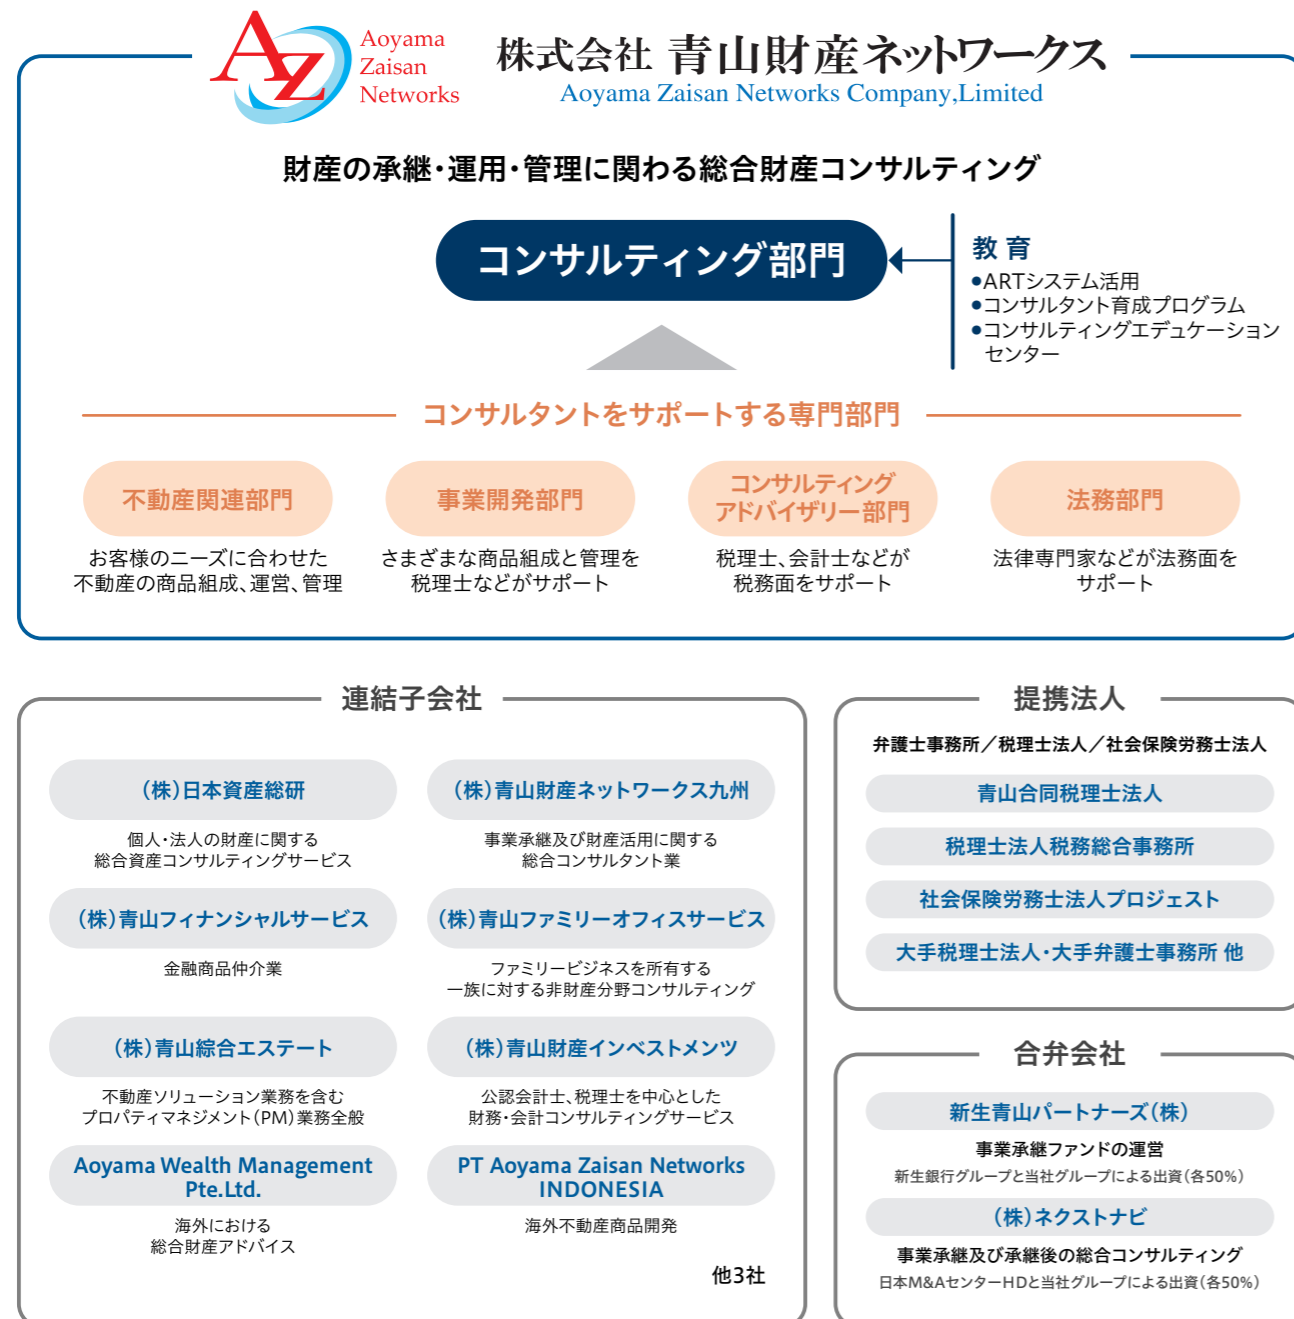 AZ
Aoyama
Zaisan
Networks
株式会社 青山財産ネットワークス
Aoyama Zaisan Networks Company,Limited
財産の承継・運用・管理に関わる総合財産コンサルティング
コンサルティング部門
教育
●ARTシステム活用
●コンサルタント育成プログラム
●コンサルティングエデュケーション
センター
コンサルタントをサポートする専門部門
不動産関連部門
お客様のニーズに合わせた
不動産の商品組成、運営、管理
事業開発部門
さまざまな商品組成と管理を
税理士などがサポート
コンサルティング
アドバイザリー部門
税理士、会計士などが
税務面をサポート
法務部門
法律専門家などが法務面を
サポート
連結子会社
(株)日本資産総研
個人・法人の財産に関する
総合資産コンサルティングサービス
(株)青山財産ネットワークス九州
事業承継及び財産活用に関する
総合コンサルタント業
(株)青山フィナンシャルサービス
金融商品仲介業
(株)青山ファミリーオフィスサービス
ファミリービジネスを所有する
一族に対する非財産分野コンサルティング
(株)青山綜合エステート
不動産ソリューション業務を含む
プロパティマネジメント(PM)業務全般
(株)青山財産インベストメンツ
公認会計士、税理士を中心とした
財務・会計コンサルティングサービス
Aoyama Wealth Management
Pte.Ltd.
海外における
総合財産アドバイス
PT Aoyama Zaisan Networks
INDONESIA
海外不動産商品開発
他3社
提携法人
弁護士事務所／税理士法人／社会保険労務士法人
青山合同税理士法人
税理士法人税務総合事務所
社会保険労務士法人プロジェスト
大手税理士法人・大手弁護士事務所 他
合弁会社
新生青山パートナーズ(株)
事業承継ファンドの運営
新生銀行グループと当社グループによる出資(各50%)
(株)ネクストナビ
事業承継及び承継後の総合コンサルティング
日本M&AセンターHDと当社グループによる出資(各50%)